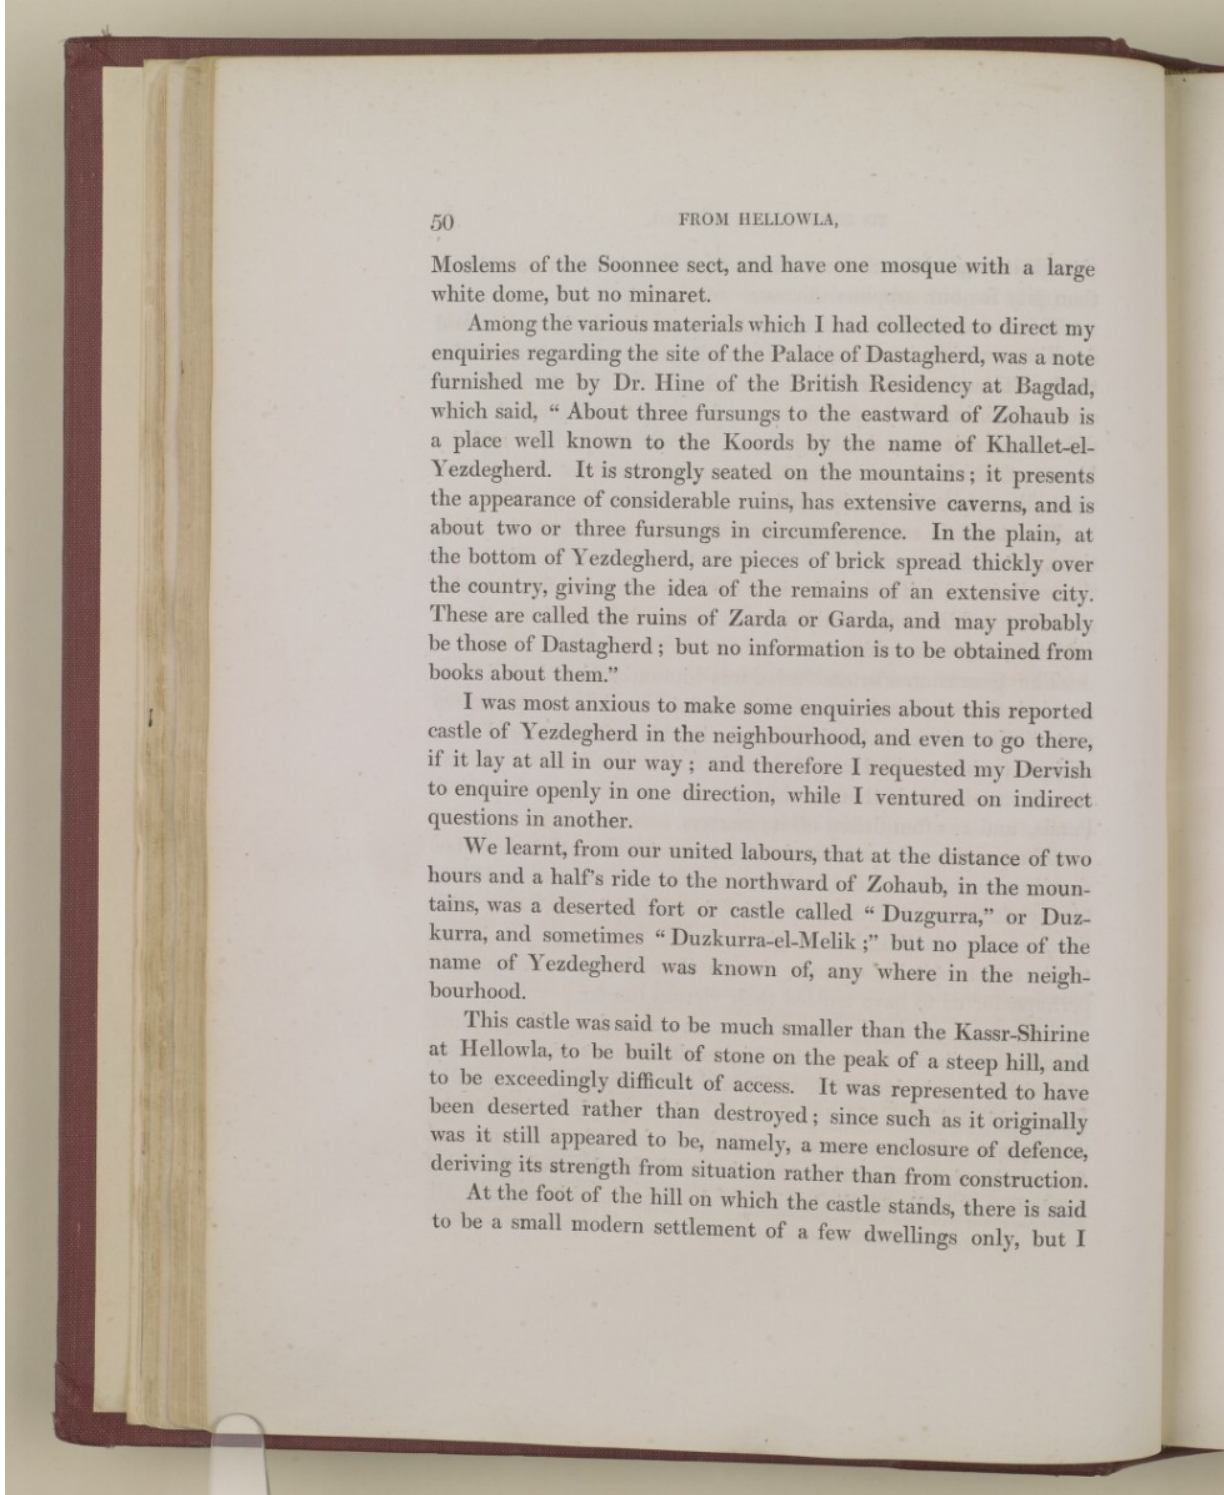 50
FROM HELLOWLA,
Moslems of the Soonnee sect, and have one mosque with a large
white dome, but no minaret.
Among the various materials which I had collected to direct my
enquiries regarding the site of the Palace of Dastagherd, was a note
furnished me by Dr. Hine of the British Residency at Bagdad,
which said, “ About three fursungs to the eastward of Zohaub is
a place well known to the Koords by the name of Khallet-el-
Yezdegherd. It is strongly seated on the mountains; it presents
the appearance of considerable ruins, has extensive caverns, and is
about two or three fursungs in circumference. In the plain, at
the bottom of Yezdegherd, are pieces of brick spread thickly over
the country, giving the idea of the remains of an extensive city.
These are called the ruins of Zarda or Garda, and may probably
be those of Dastagherd; but no information is to be obtained from
books about them.”
I was most anxious to make some enquiries about this reported
castle of Yezdegherd in the neighbourhood, and even to go there,
if it lay at all in our way; and therefore I requested my Dervish
to enquire openly in one direction, while I ventured on indirect
questions in another.
We learnt, from our united labours, that at the distance of two
hours and a half's ride to the northward of Zohaub, in the moun-
tains, was a deserted fort or castle called “ Duzgurra,” or Duz-
kurra, and sometimes “ Duzkurra-el-Melik;” but no place of the
name of Yezdegherd was known of, any where in the neigh-
bourhood.
This castle was said to be much smaller than the Kassr-Shirine
at Hellowla, to be built of stone on the peak of a steep hill, and
to be exceedingly difficult of access. It was represented to have
been deserted rather than destroyed; since such as it originally
was it still appeared to be, namely, a mere enclosure of defence,
deriving its strength from situation rather than from construction.
At the foot of the hill on which the castle stands, there is said
to be a small modern settlement of a few dwellings only, but I